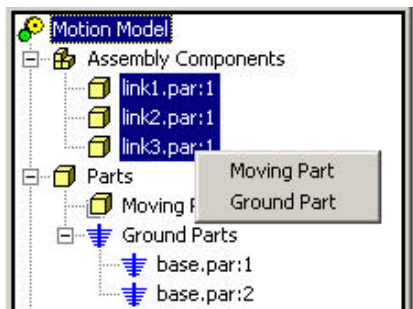 Motion Model
Assembly Components
link1.par:1
link2.par:1
link3.par:1
Moving Part
Parts
Ground Part
Moving
Ground Parts
base.par:1
base.par:2